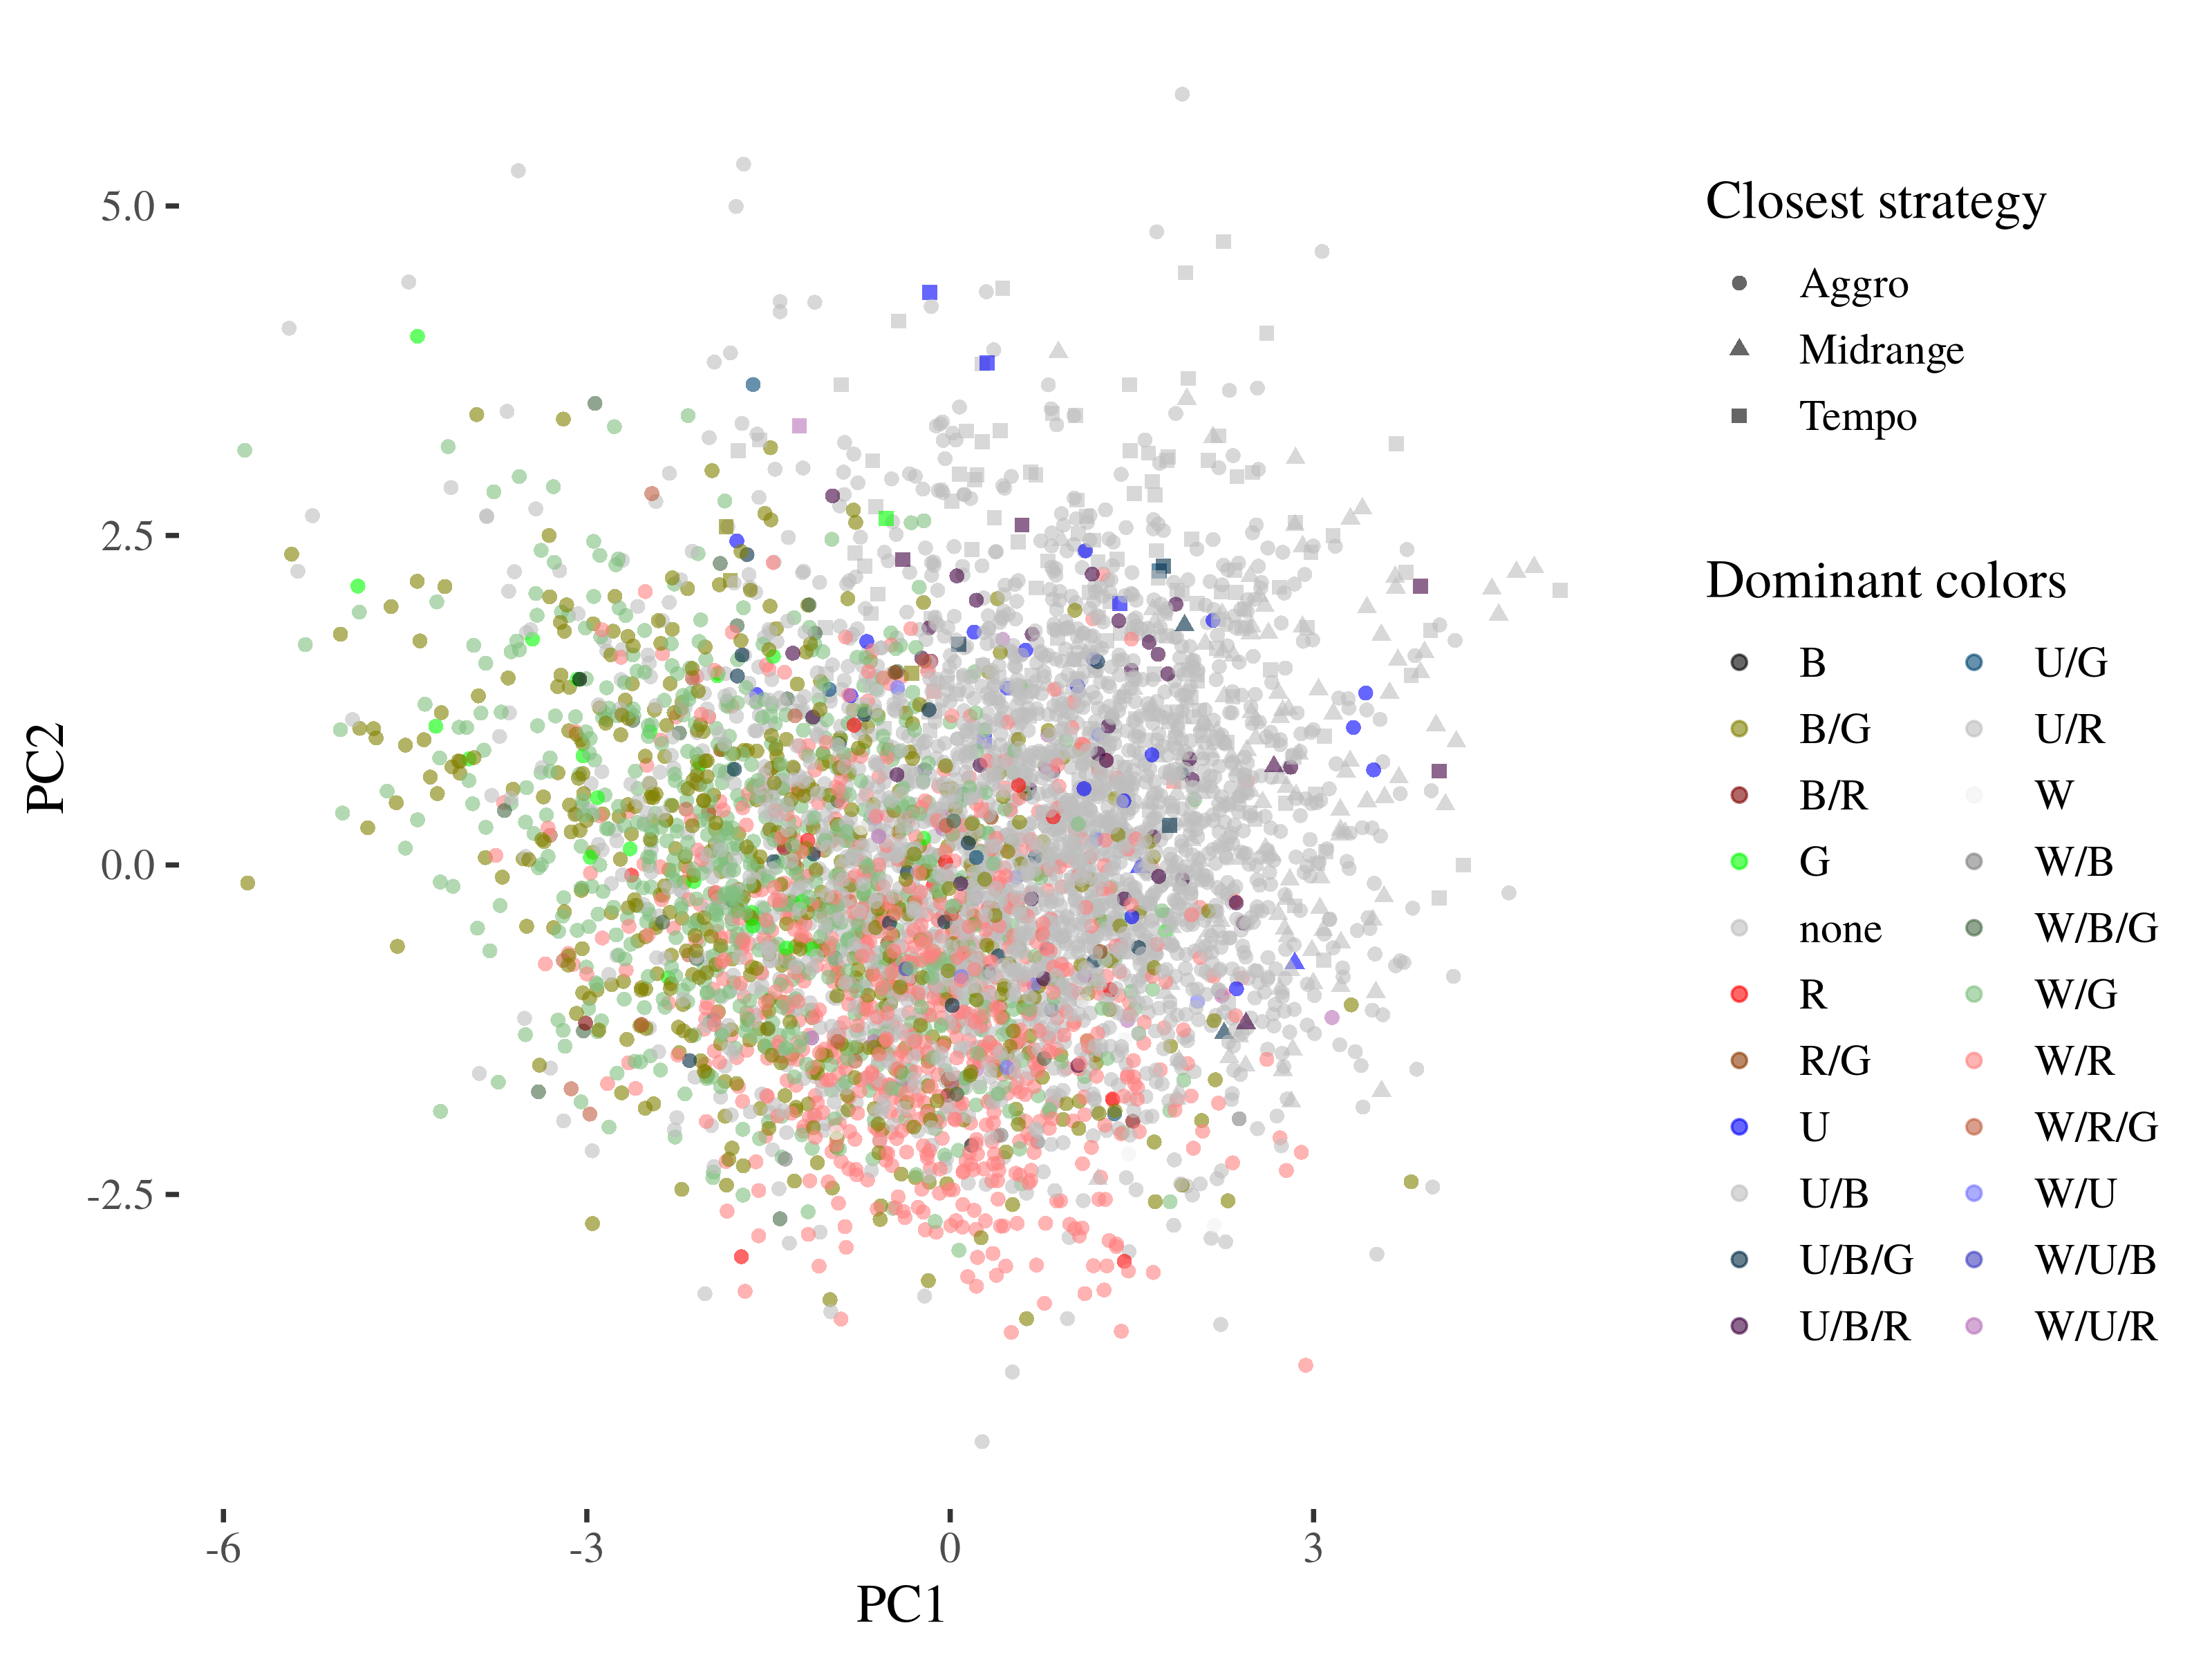 5.0
2.5
0.0
-2.5
PC2
-6
-3
0
3
PC1
Closest strategy
Aggro
Midrange
Tempo
Dominant colors
B
B/G
B/R
G
none
R
R/G
U
U/B
U/B/G
U/B/R
U/G
U/R
W
W/B
W/B/G
W/G
W/R
W/R/G
W/U
W/U/B
W/U/R